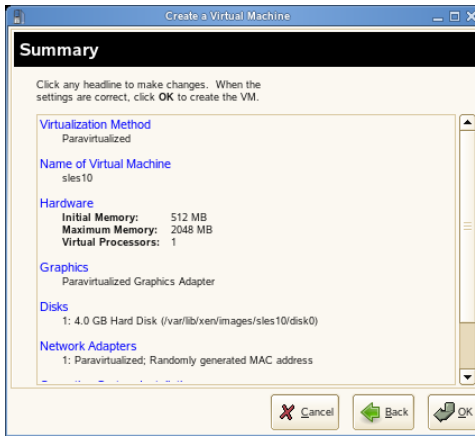 Create a Virtual Machine
Summary
Click any headline to make changes. When the
settings are correct, click OK to create the VM.
Virtualization Method
Paravirtualized
Name of Virtual Machine
sles10
Hardware
Initial Memory: 512 MB
Maximum Memory: 2048 MB
Virtual Processors: 1
Graphics
Paravirtualized Graphics Adapter
Disks
1: 4.0 GB Hard Disk (/var/lib/xen/images/sles10/disk0)
Network Adapters
1: Paravirtualized; Randomly generated MAC address
Cancel
Back
OK